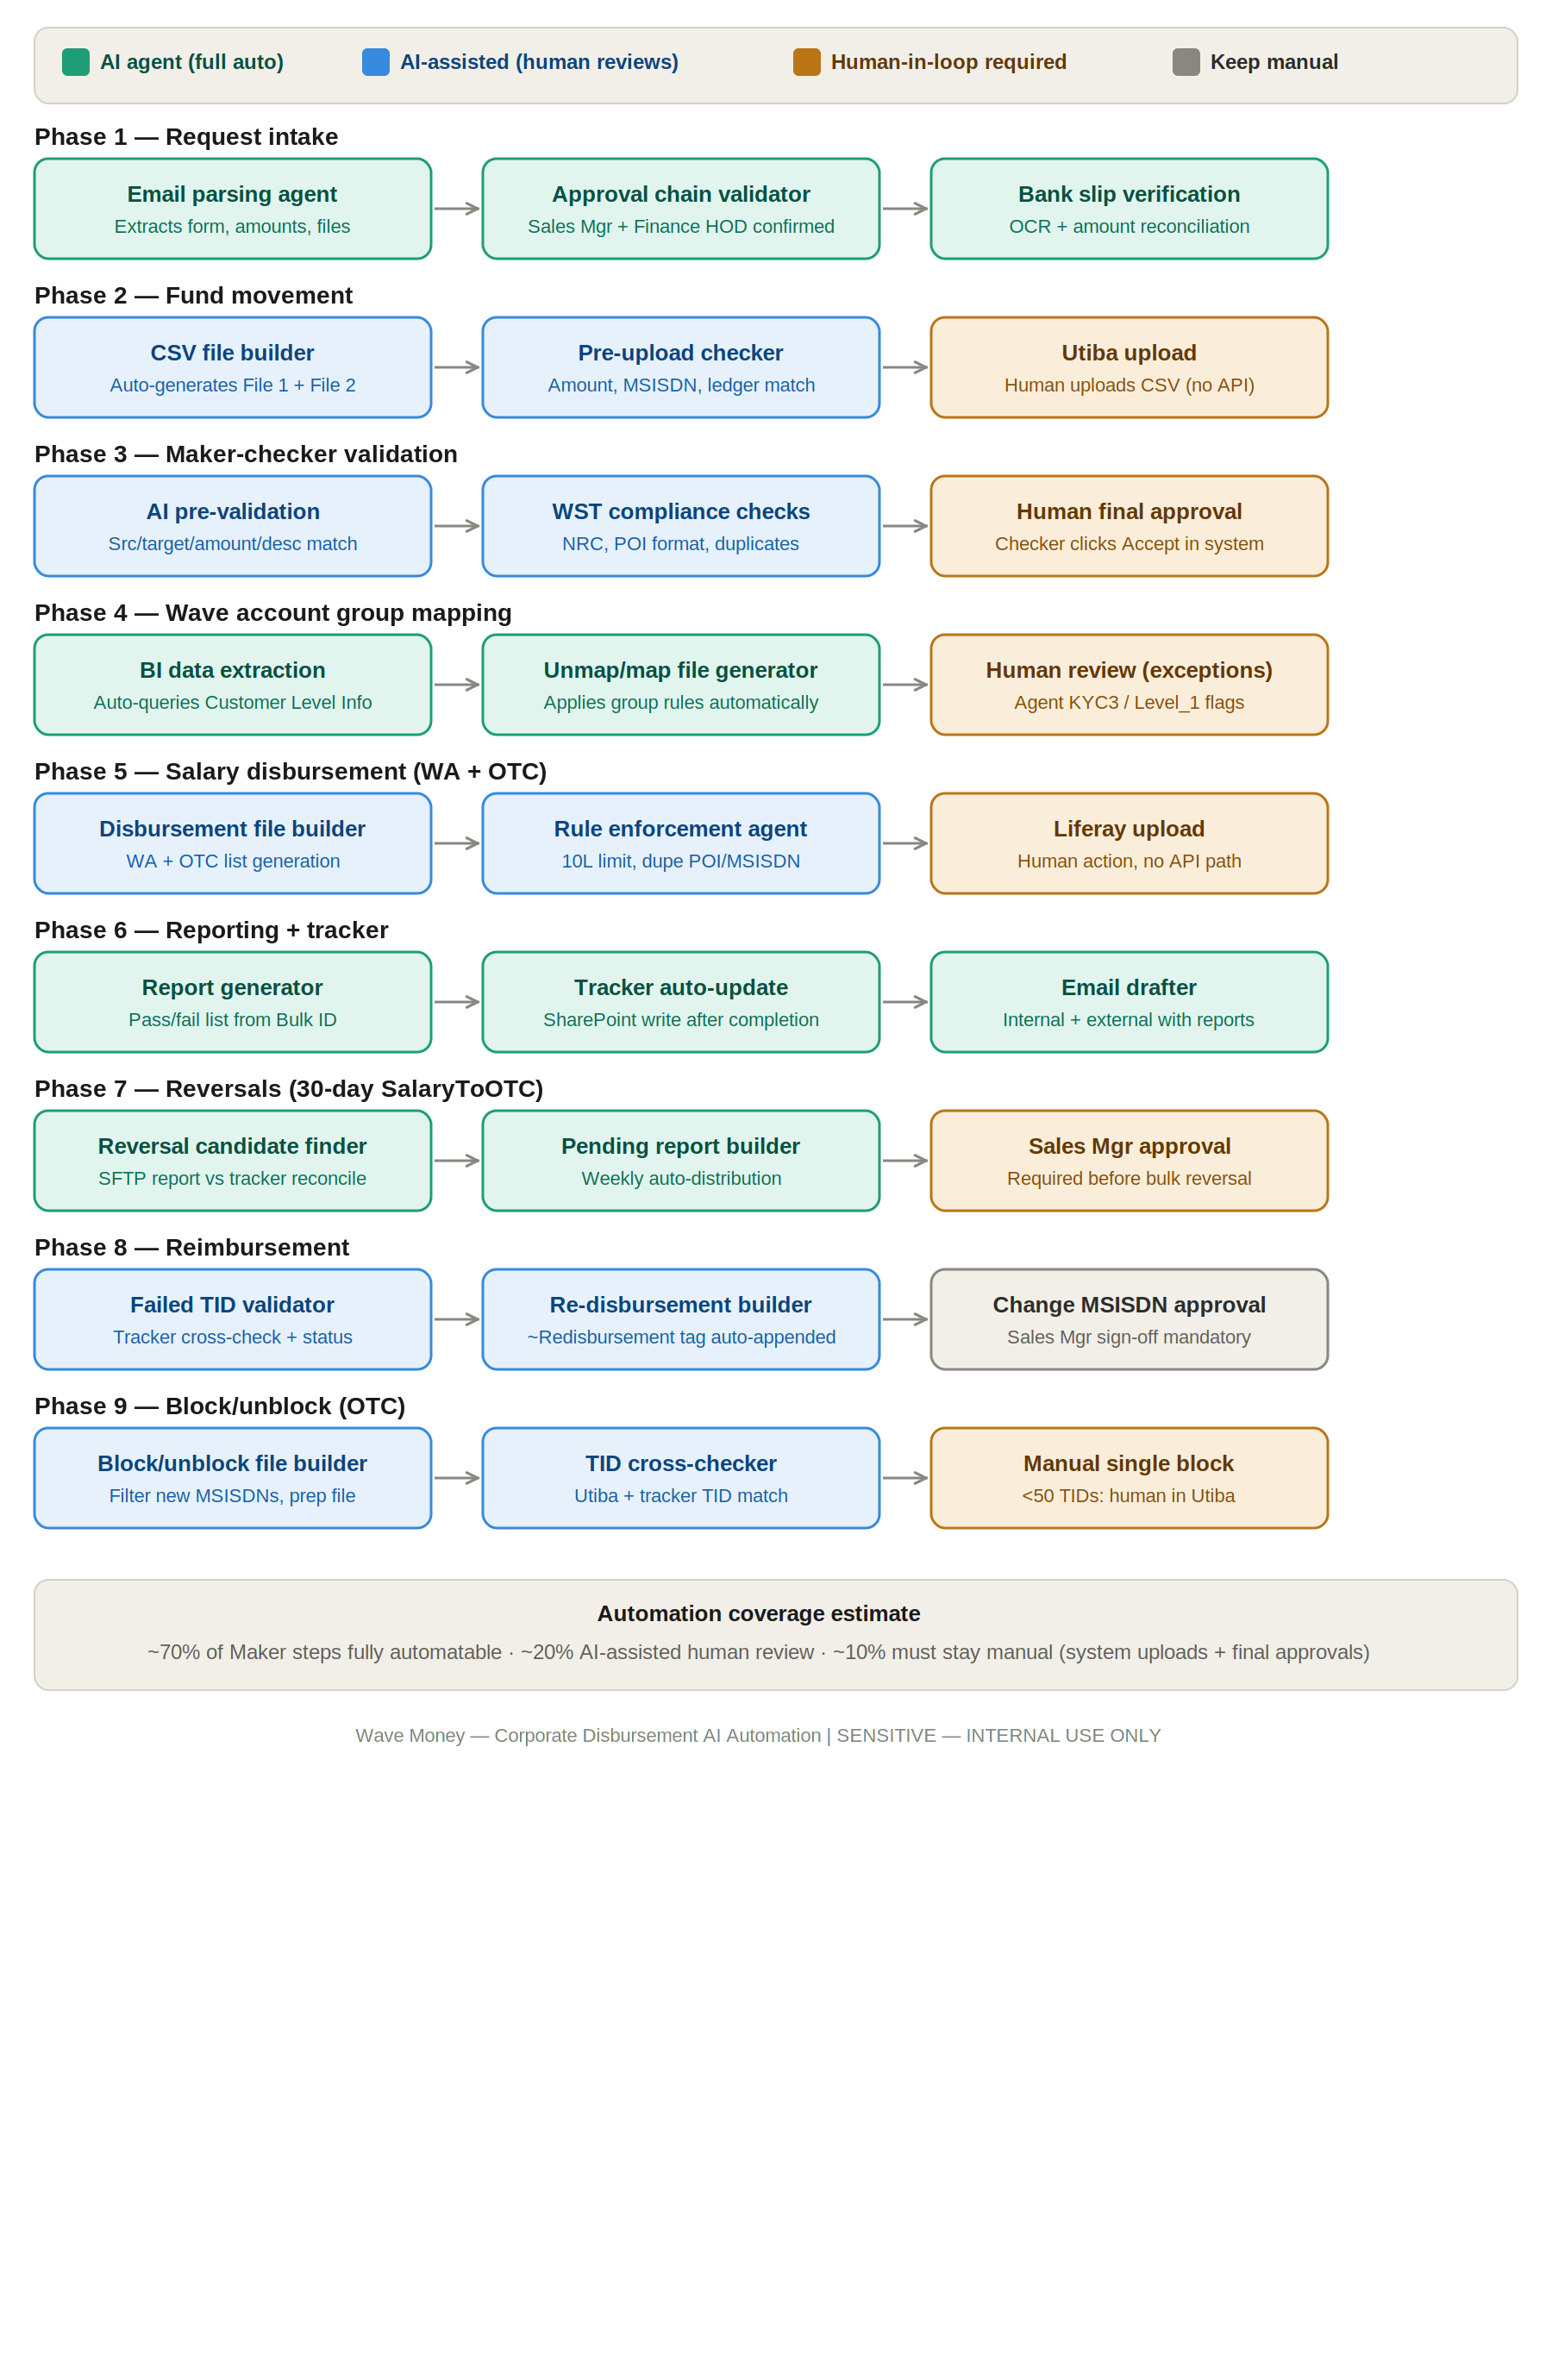 AI agent (full auto)
AI-assisted (human reviews)
Human-in-loop required
Keep manual
Phase 1 — Request intake
Email parsing agent
Extracts form, amounts, files
Approval chain validator
Sales Mgr + Finance HOD confirmed
Bank slip verification
OCR + amount reconciliation
Phase 2 — Fund movement
CSV file builder
Auto-generates File 1 + File 2
Pre-upload checker
Amount, MSISDN, ledger match
Utiba upload
Human uploads CSV (no API)
Phase 3 — Maker-checker validation
AI pre-validation
Src/target/amount/desc match
WST compliance checks
NRC, POI format, duplicates
Human final approval
Checker clicks Accept in system
Phase 4 — Wave account group mapping
BI data extraction
Auto-queries Customer Level Info
Unmap/map file generator
Applies group rules automatically
Human review (exceptions)
Agent KYC3 / Level_1 flags
Phase 5 — Salary disbursement (WA + OTC)
Disbursement file builder
WA + OTC list generation
Rule enforcement agent
10L limit, dupe POI/MSISDN
Liferay upload
Human action, no API path
Phase 6 — Reporting + tracker
Report generator
Pass/fail list from Bulk ID
Tracker auto-update
SharePoint write after completion
Email drafter
Internal + external with reports
Phase 7 — Reversals (30-day SalaryToOTC)
Reversal candidate finder
SFTP report vs tracker reconcile
Pending report builder
Weekly auto-distribution
Sales Mgr approval
Required before bulk reversal
Phase 8 — Reimbursement
Failed TID validator
Tracker cross-check + status
Re-disbursement builder
~Redisbursement tag auto-appended
Change MSISDN approval
Sales Mgr sign-off mandatory
Phase 9 — Block/unblock (OTC)
Block/unblock file builder
Filter new MSISDNs, prep file
TID cross-checker
Utiba + tracker TID match
Manual single block
<50 TIDs: human in Utiba
Automation coverage estimate
~70% of Maker steps fully automatable · ~20% AI-assisted human review · ~10% must stay manual (system uploads + final approvals)
Wave Money — Corporate Disbursement AI Automation | SENSITIVE — INTERNAL USE ONLY